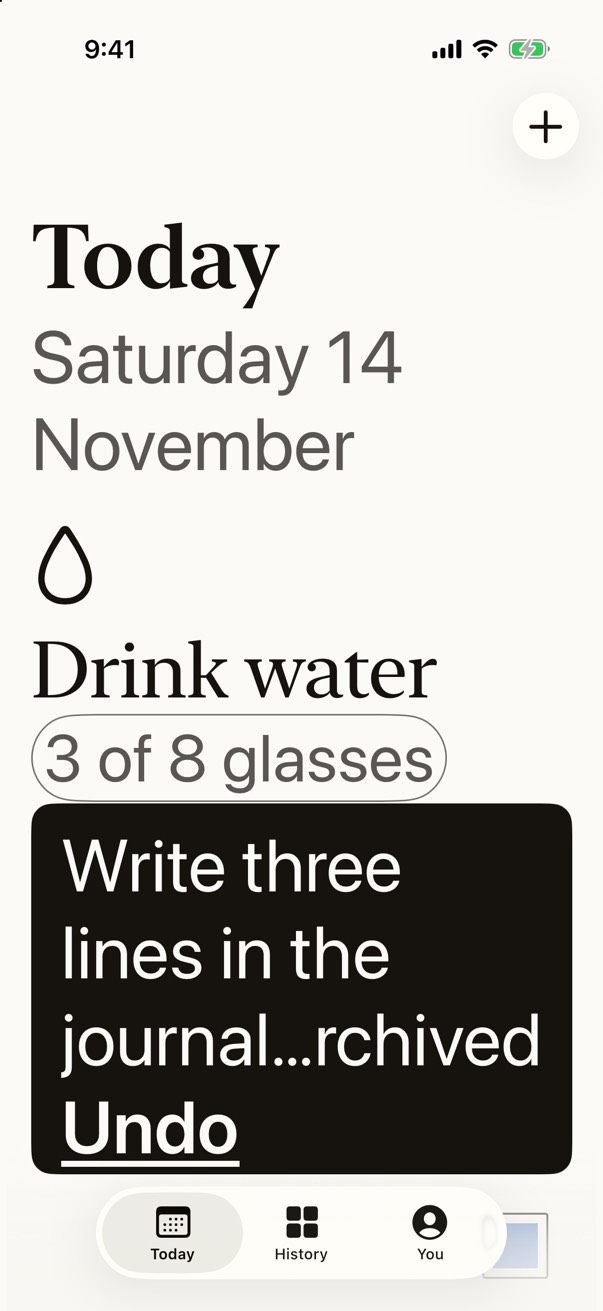 9:41
Today
Saturday 14
November
Drink water
3 of 8 glasses
Write three
lines in the
journal...rchived
Undo
Today
History
You